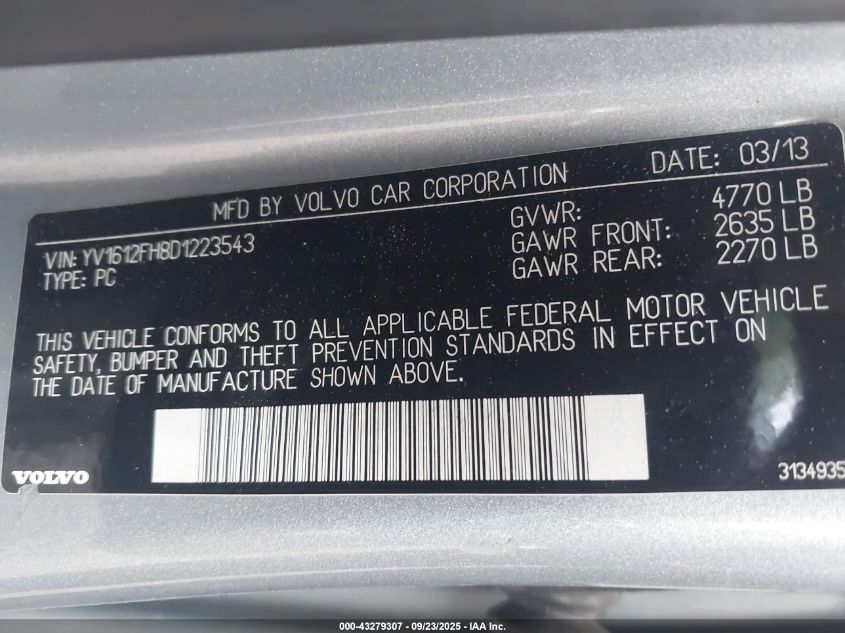 MFD BY VOLVO CAR CORPORATION
DATE: 03/13
VIN: YV1612FH8D1223543
TYPE: PC
GVWR: 4770 LB
GAWR FRONT: 2635 LB
GAWR REAR: 2270 LB
THIS VEHICLE CONFORMS TO ALL APPLICABLE FEDERAL MOTOR VEHICLE
SAFETY, BUMPER AND THEFT PREVENTION STANDARDS IN EFFECT ON
THE DATE OF MANUFACTURE SHOWN ABOVE.
VOLVO
3134935
000-43279307 - 09/23/2025 - IAA Inc.